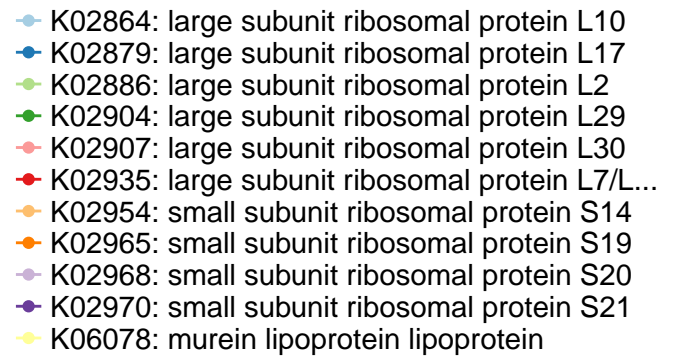 K02864: large subunit ribosomal protein L10
K02879: large subunit ribosomal protein L17
K02886: large subunit ribosomal protein L2
K02904: large subunit ribosomal protein L29
K02907: large subunit ribosomal protein L30
K02935: large subunit ribosomal protein L7/L...
K02954: small subunit ribosomal protein S14
K02965: small subunit ribosomal protein S19
K02968: small subunit ribosomal protein S20
K02970: small subunit ribosomal protein S21
K06078: murein lipoprotein lipoprotein